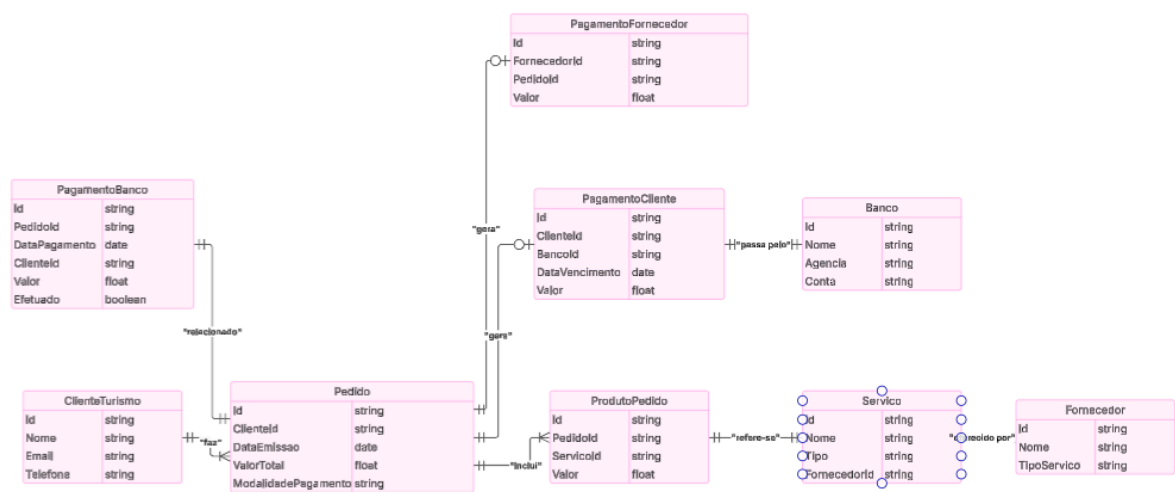 PagamentoFornecedor
Id string
FornecedorId string
PedidoId string
Valor float
PagamentoBanco
Id string
PedidoId string
DataPagamento date
ClienteId string
Valor float
Efetuado boolean
PagamentoCliente
Id string
ClienteId string
BancoId string
DataVencimento date
Valor float
Banco
Id string
Nome string
Agencia string
Conta string
"gera"
"passa pelo"
"relacionado"
"gera"
ClienteTurismo
Id string
Nome string
Email string
Telefone string
"faz"
Pedido
Id string
ClienteId string
DataEmissao date
ValorTotal float
ModalidadePagamento string
"inclui"
ProdutoPedido
Id string
PedidoId string
ServicoId string
Valor float
"refere-se"
Servico
Id string
Nome string
Tipo string
FornecedorId string
por"
Fornecedor
Id string
Nome string
TipoServico string